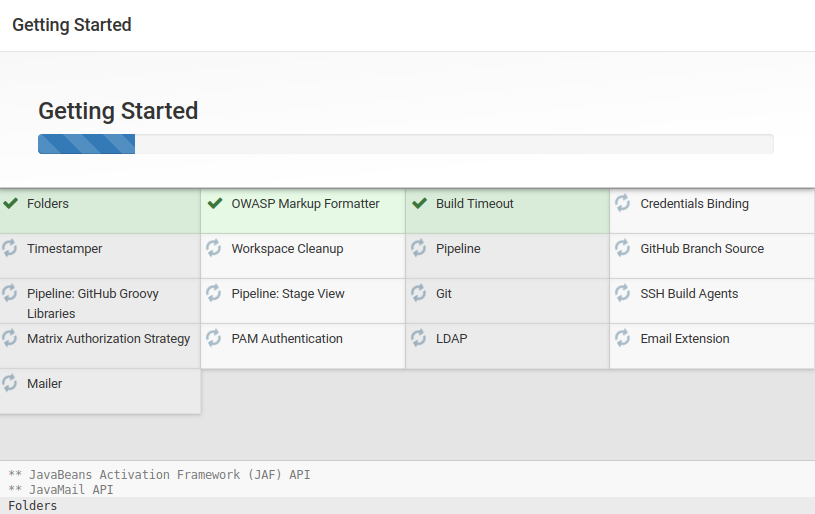 Getting Started
Getting Started
Folders
OWASP Markup Formatter
Build Timeout
Credentials Binding
Timestamper
Workspace Cleanup
Pipeline
GitHub Branch Source
Pipeline: GitHub Groovy
Libraries
Pipeline: Stage View
Git
SSH Build Agents
Matrix Authorization Strategy
PAM Authentication
LDAP
Email Extension
Mailer
** JavaBeans Activation Framework (JAF) API
** JavaMail API
Folders